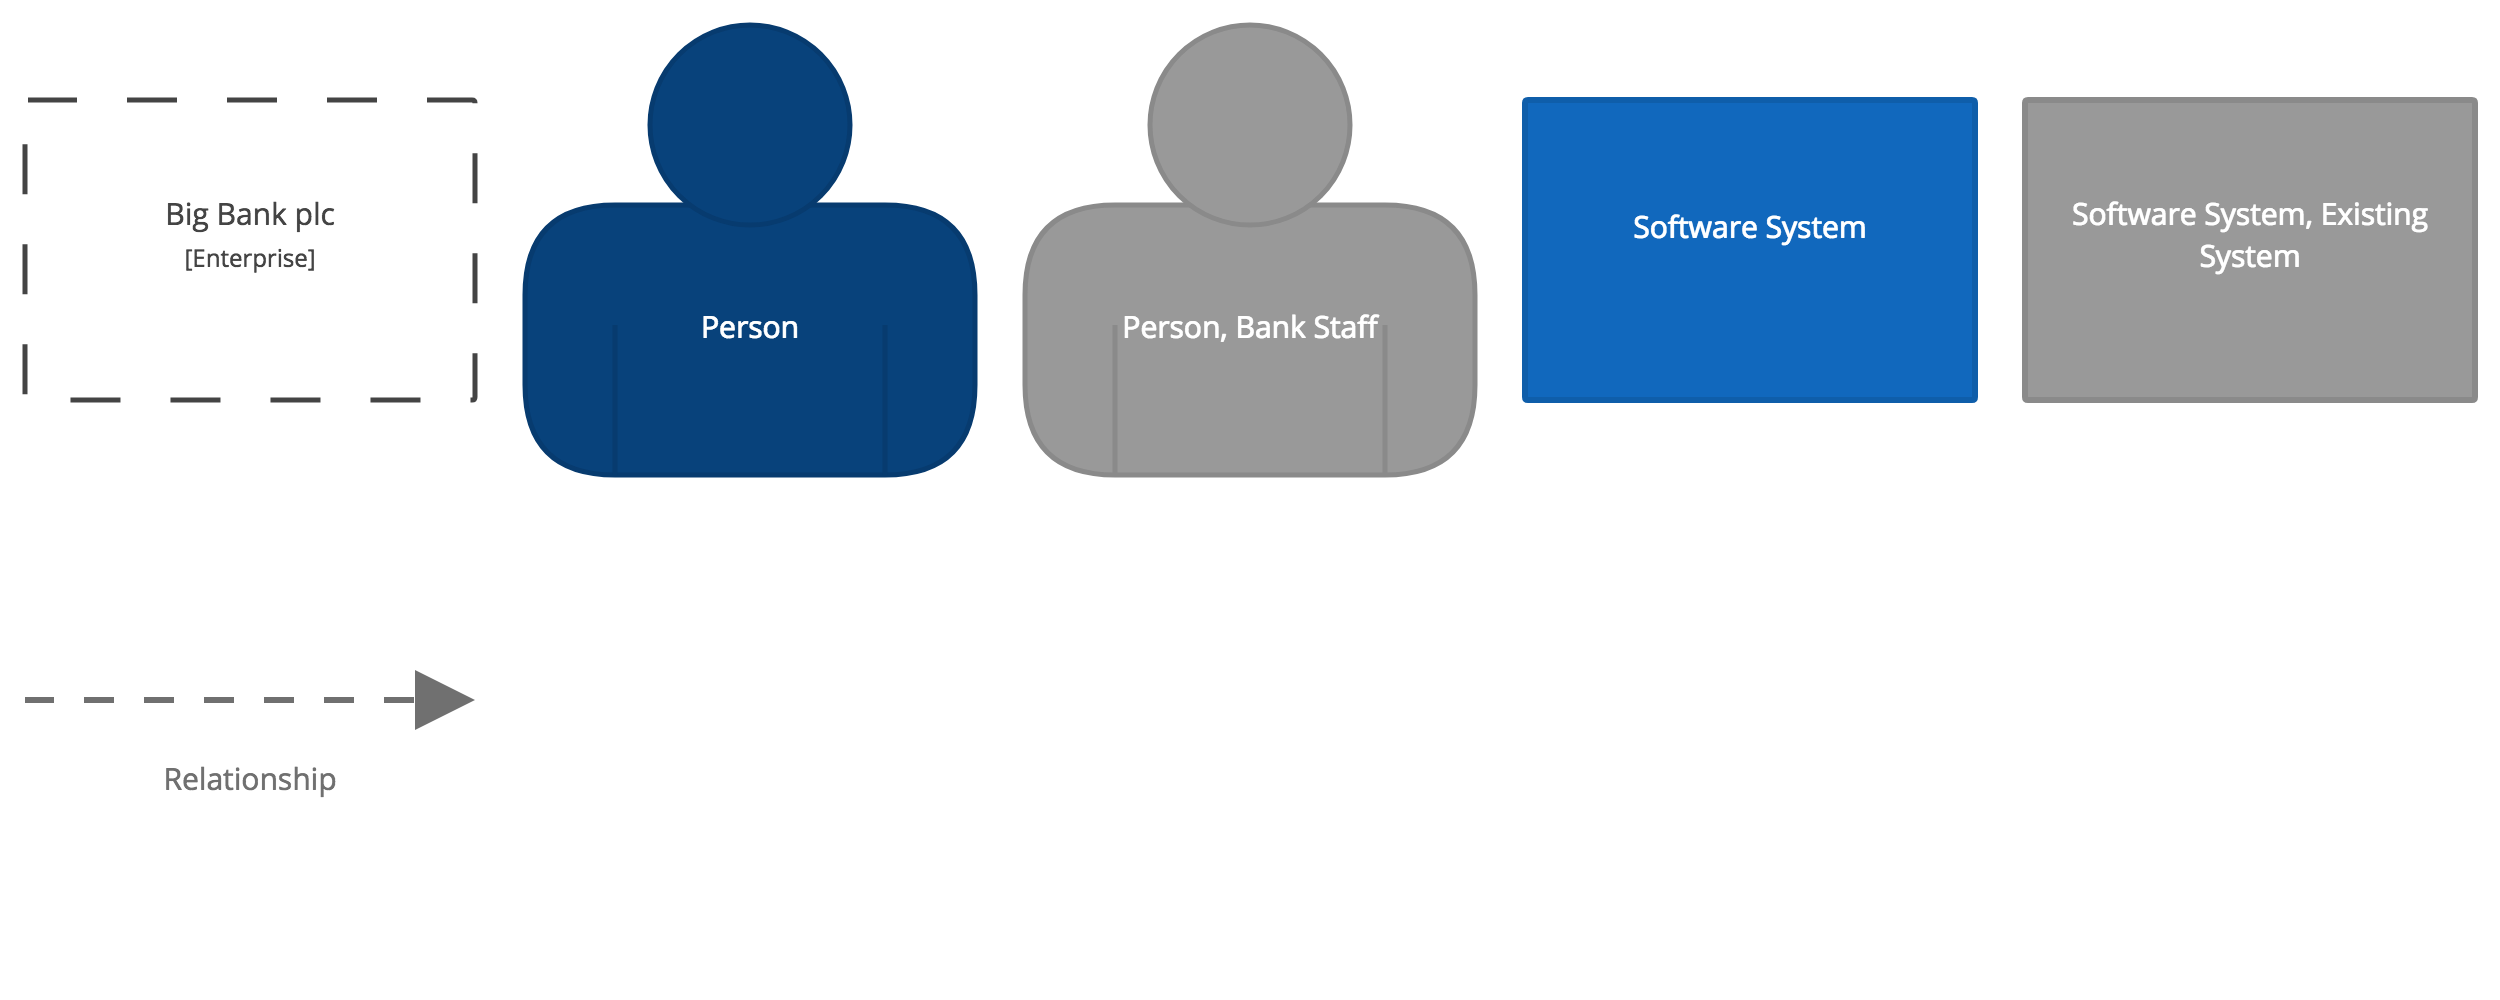 Big Bank plc
[Enterprise]
Person
Person, Bank Staff
Software System
Software System, Existing
System
Relationship